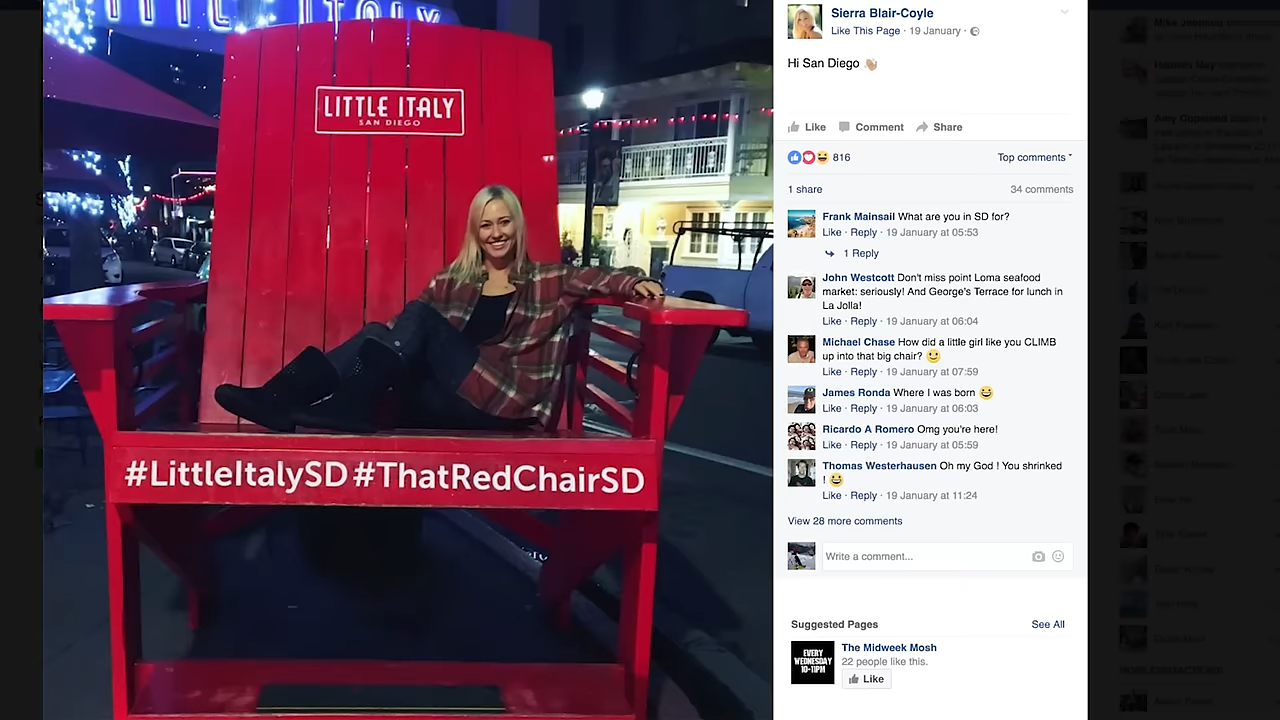 LITTLE ITALY
LITTLE ITALY
SAN DIEGO
#LittleItalySD #ThatRedChairSD
Sierra Blair-Coyle
Like This Page · 19 January ·
Hi San Diego 👋🏼
Like Comment Share
816 Top comments
1 share 34 comments
Frank Mainsail What are you in SD for?
Like · Reply · 19 January at 05:53
1 Reply
John Westcott Don't miss point Loma seafood
market: seriously! And George's Terrace for lunch in
La Jolla!
Like · Reply · 19 January at 06:04
Michael Chase How did a little girl like you CLIMB
up into that big chair? 😀
Like · Reply · 19 January at 07:59
James Ronda Where I was born 😀
Like · Reply · 19 January at 06:03
Ricardo A Romero Omg you're here!
Like · Reply · 19 January at 05:59
Thomas Westerhausen Oh my God ! You shrinked
! 😀
Like · Reply · 19 January at 11:24
View 28 more comments
Write a comment...
Suggested Pages See All
EVERY
WEDNESDAY
10-11PM
The Midweek Mosh
22 people like this.
Like